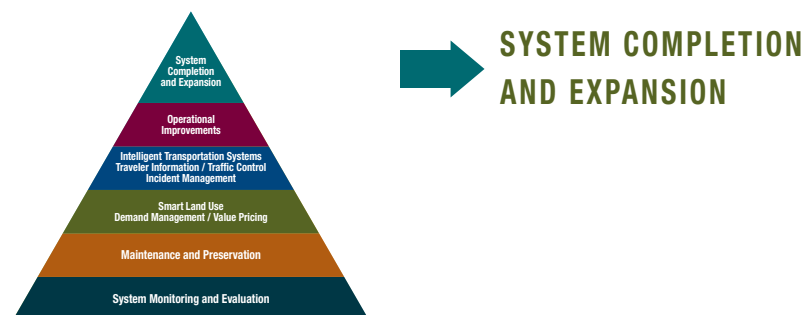 System
Completion
and Expansion
SYSTEM COMPLETION
AND EXPANSION
Operational
Improvements
Intelligent Transportation Systems
Traveler Information / Traffic Control
Incident Management
Smart Land Use
Demand Management / Value Pricing
Maintenance and Preservation
System Monitoring and Evaluation